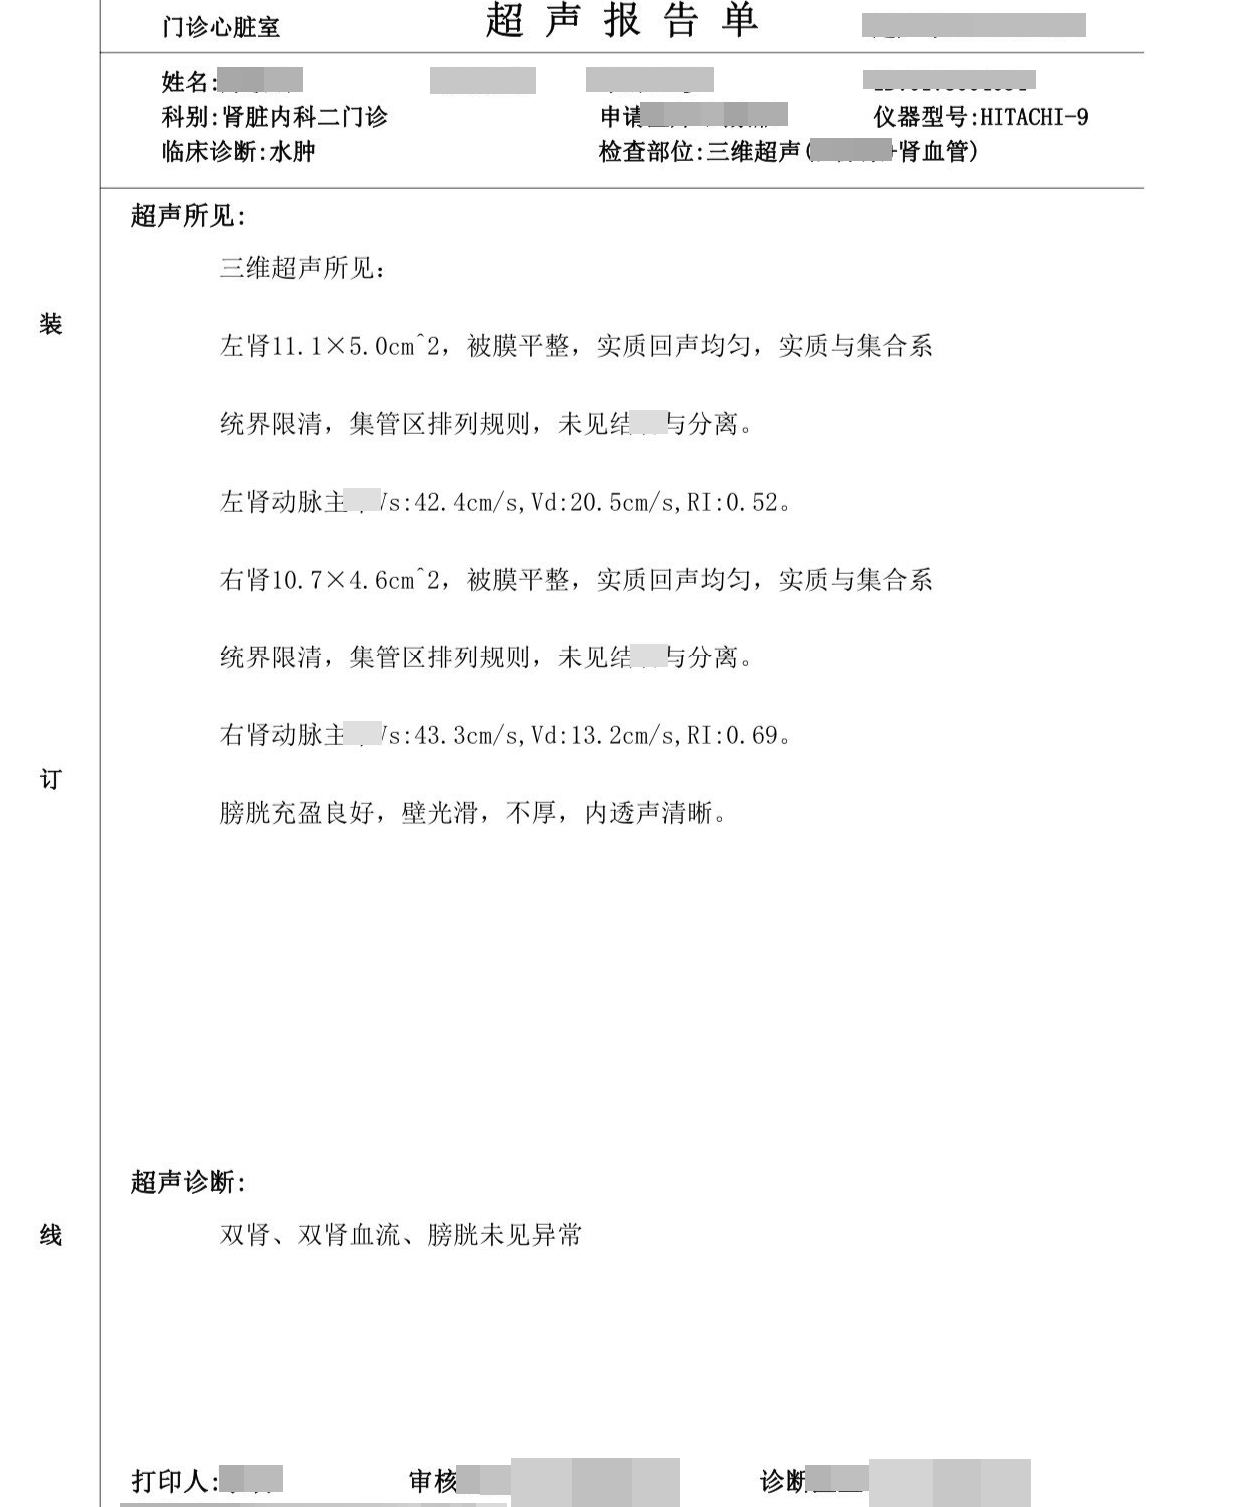 门诊心脏室
超声报告单
姓名:
科别:肾脏内科二门诊
申请
仪器型号:HITACHI-9
临床诊断:水肿
检查部位:三维超声( +肾血管)
超声所见:
三维超声所见:
装
左肾11.1×5.0cm^2，被膜平整，实质回声均匀，实质与集合系
统界限清，集管区排列规则，未见结 与分离。
左肾动脉主 Vs:42.4cm/s,Vd:20.5cm/s,RI:0.52。
右肾10.7×4.6cm^2，被膜平整，实质回声均匀，实质与集合系
统界限清，集管区排列规则，未见结 与分离。
右肾动脉主 Vs:43.3cm/s,Vd:13.2cm/s,RI:0.69。
订
膀胱充盈良好，壁光滑，不厚，内透声清晰。
超声诊断:
线
双肾、双肾血流、膀胱未见异常
打印人:
审核
诊断